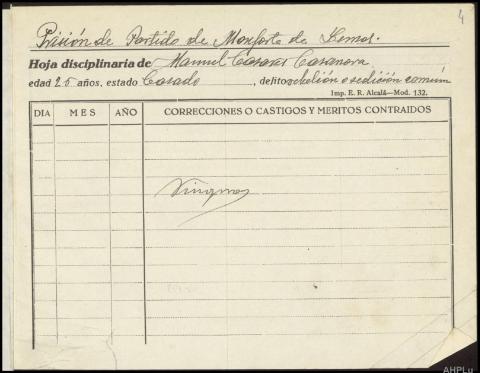 4
Prisión de Partido de Monforte de Lemos.
Hoja disciplinaria de Manuel Casares Casanova
edad 25 años, estado Casado, delito rebelión o sedición común
Imp. E. R. Alcalá—Mod. 132.
DIA MES AÑO CORRECCIONES O CASTIGOS Y MERITOS CONTRAIDOS
Ninguno
AHPLu